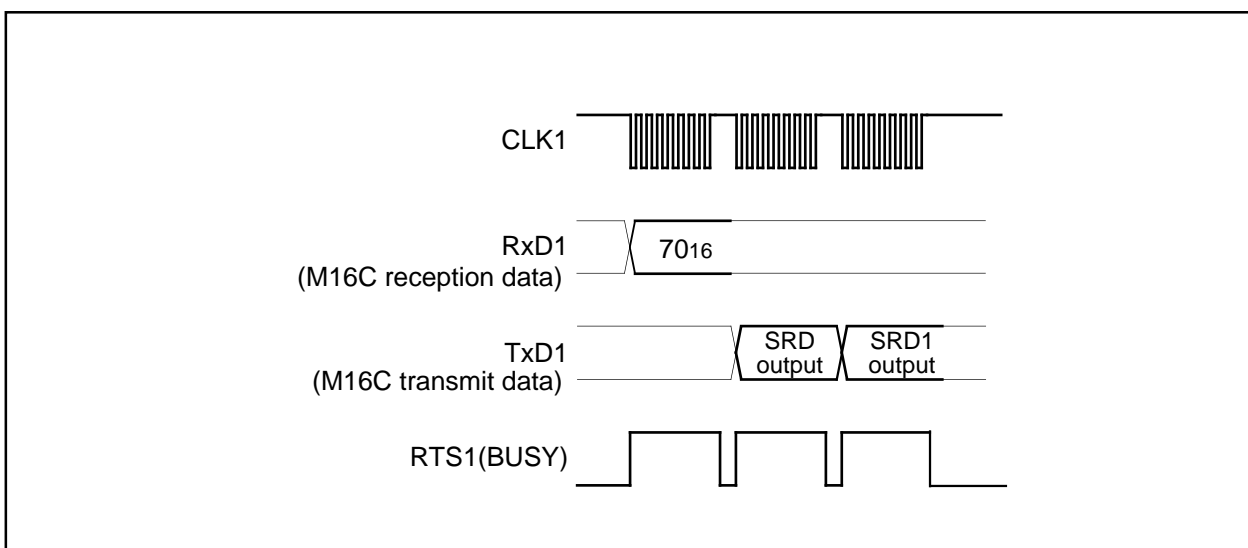 CLK1
RxD1
(M16C reception data)
7016
TxD1
(M16C transmit data)
SRD
output
SRD1
output
RTS1(BUSY)